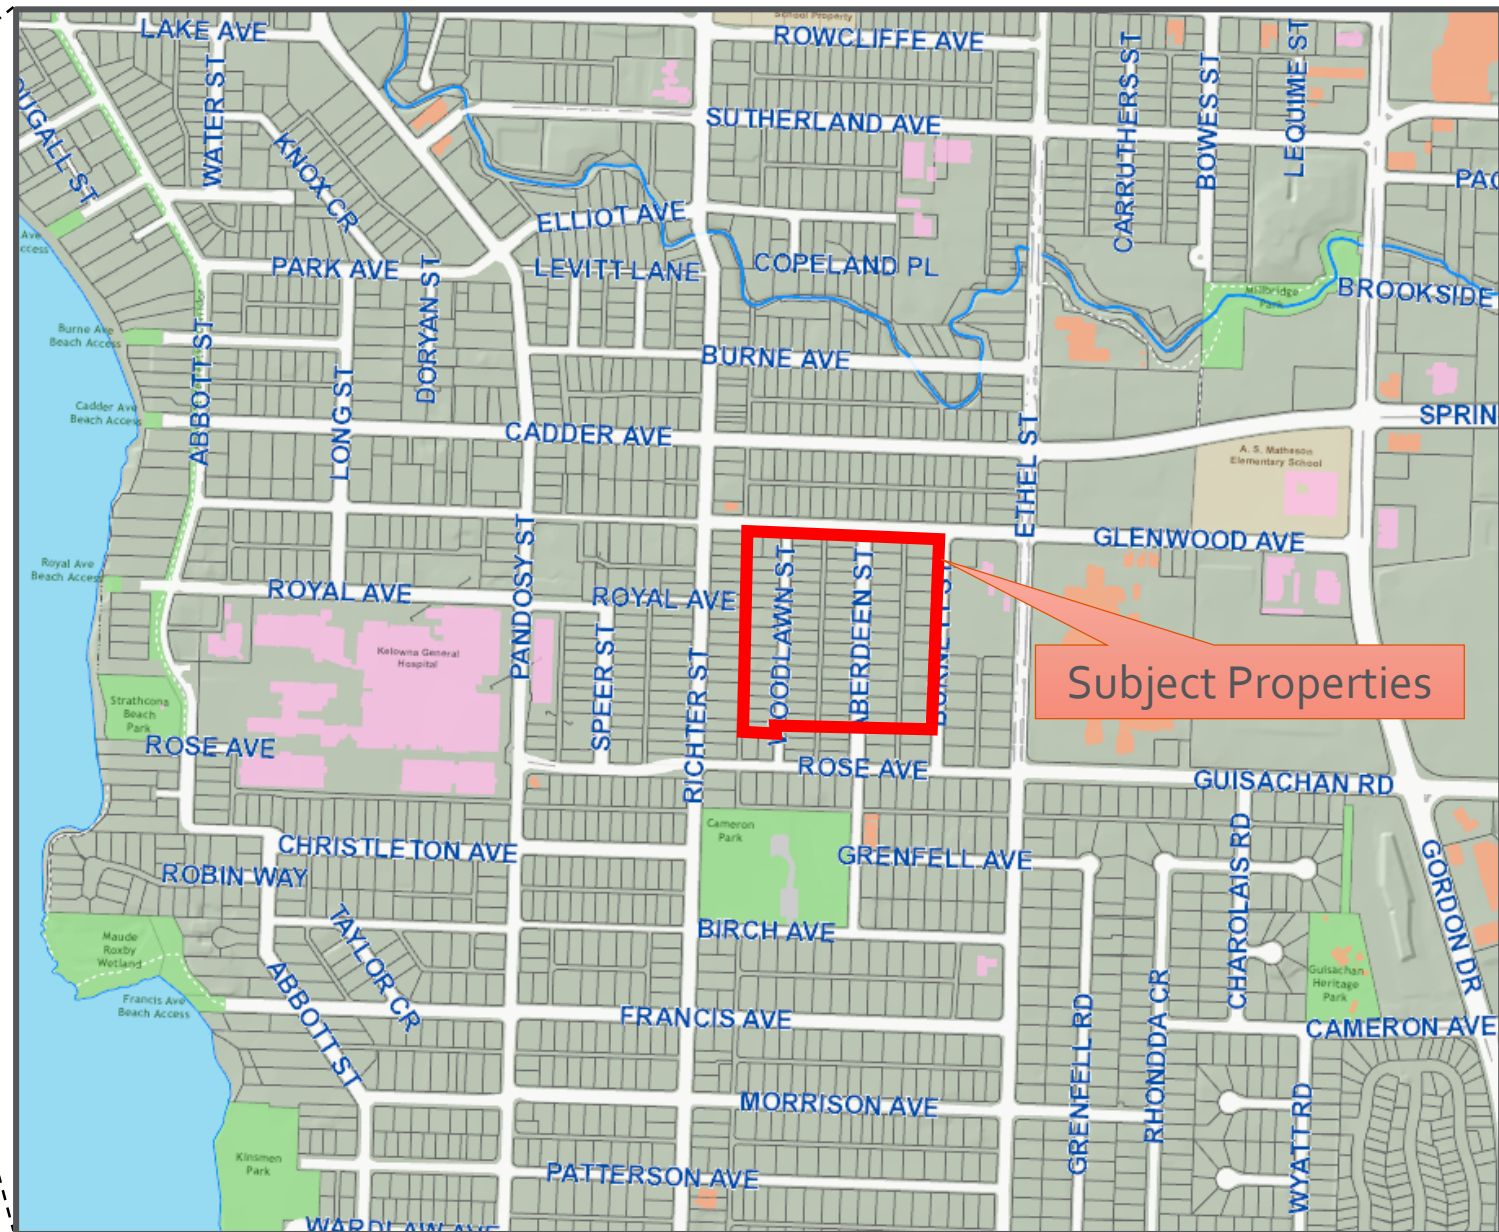 School Property
LAKE AVE
ROWCLIFFE AVE
WATER ST
CARRUTHERS ST
BOWES ST
LEQUIME ST
SUTHERLAND AVE
KNOX CR
ELLIOT AVE
PARK AVE
LEVITT LANE
COPELAND PL
DORYAN ST
Millbridge
Park
BROOKSIDE
Burne Ave
Beach Access
ABBOTT ST
LONG ST
BURNE AVE
Cadder Ave
Beach Access
CADDER AVE
ETHEL ST
SPRIN
A. S. Matheson
Elementary School
GLENWOOD AVE
Royal Ave
Beach Access
ROYAL AVE
PANDOSY ST
ROYAL AVE
WOODLAWN ST
ABERDEEN ST
Kelowna General
Hospital
SPEER ST
RICHTER ST
Subject Properties
Strathcona
Beach
Park
ROSE AVE
ROSE AVE
GUISACHAN RD
Cameron
Park
CHRISTLETON AVE
GRENFELL AVE
CHAROLAIS RD
GORDON DR
ROBIN WAY
TAYLOR CR
BIRCH AVE
Maude
Roxby
Wetland
ABBOTT ST
Guisachan
Heritage
Park
Francis Ave
Beach Access
FRANCIS AVE
GRENFELL RD
RHONDDA CR
CAMERON AVE
MORRISON AVE
WYATT RD
Kinsmen
Park
PATTERSON AVE
WARDLAW AVE